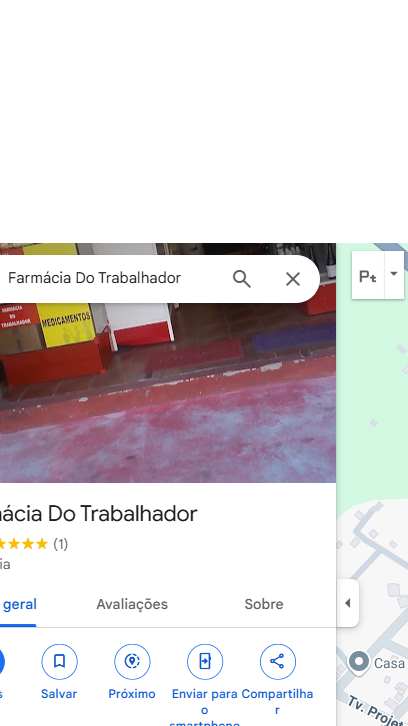 Farmácia Do Trabalhador
Pt
FARMÁCIA
DO
TRABALHADOR
MEDICAMENTOS
mácia Do Trabalhador
(1)
ia
geral
Avaliações
Sobre
s
Salvar
Próximo
Enviar para o smartphone
Compartilhar
Casa
Tv. Proje